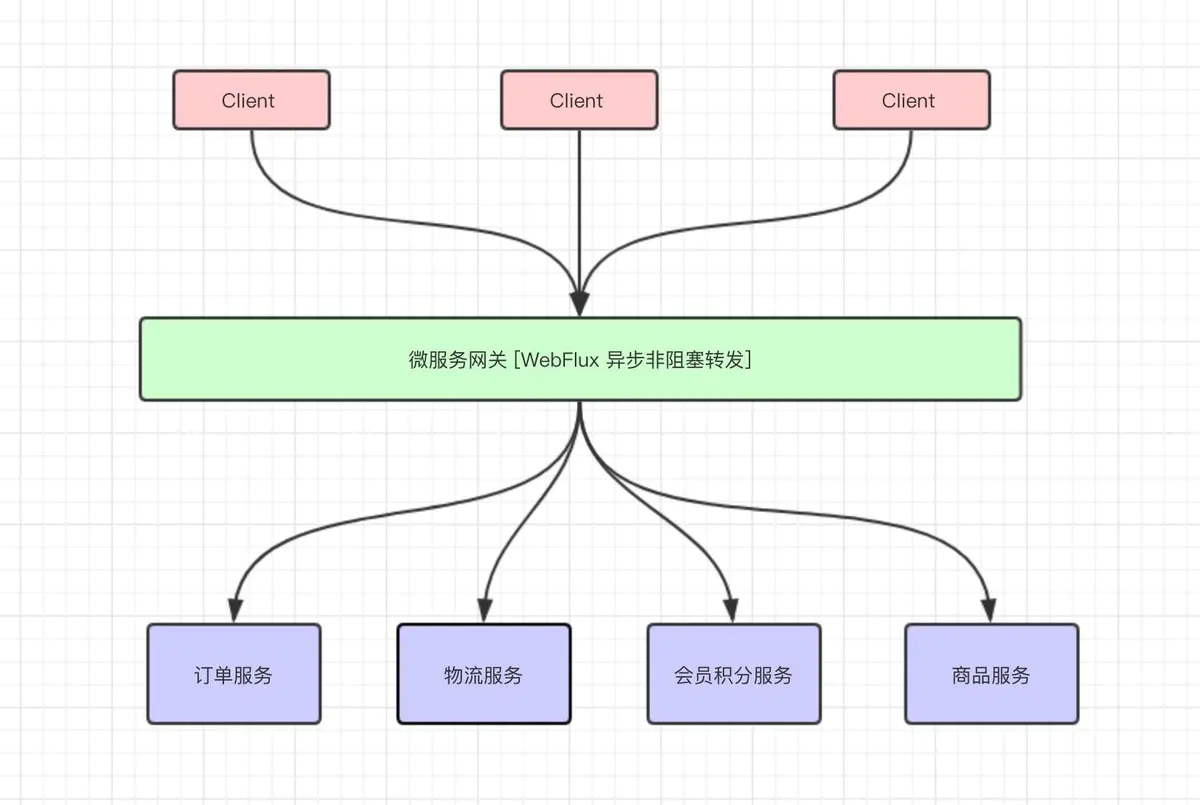 Client
Client
Client
微服务网关 [WebFlux 异步非阻塞转发]
订单服务
物流服务
会员积分服务
商品服务